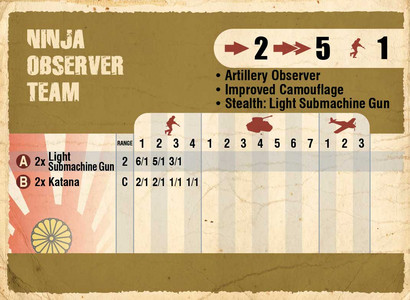 NINJA
OBSERVER
TEAM
2 5 1
• Artillery Observer
• Improved Camouflage
• Stealth: Light Submachine Gun
RANGE 1 2 3 4 1 2 3 4 5 6 7 1 2 3
A 2x Light Submachine Gun 2 6/1 5/1 3/1
B 2x Katana C 2/1 2/1 1/1 1/1